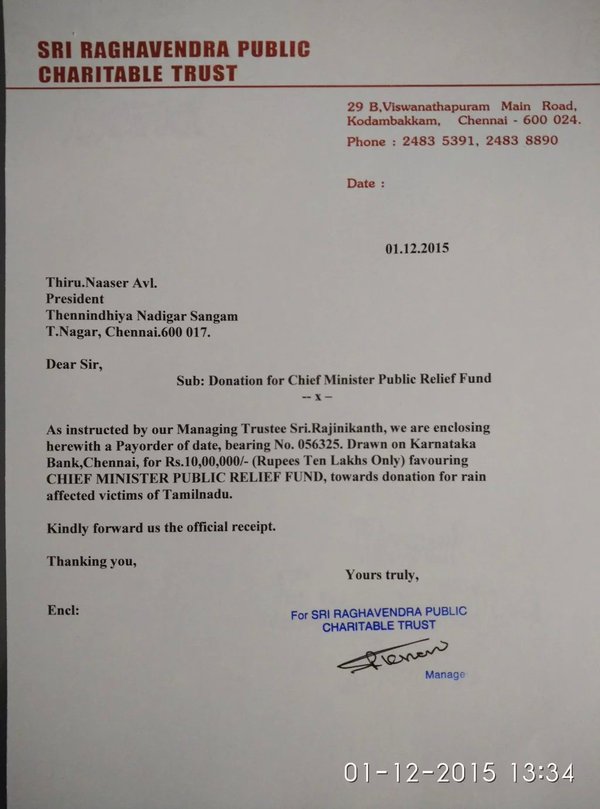 SRI RAGHAVENDRA PUBLIC
CHARITABLE TRUST
29 B,Viswanathapuram Main Road,
Kodambakkam, Chennai - 600 024.
Phone : 2483 5391, 2483 8890
Date :
01.12.2015
Thiru.Naaser Avl.
President
Thennindhiya Nadigar Sangam
T.Nagar, Chennai.600 017.
Dear Sir,
Sub: Donation for Chief Minister Public Relief Fund
-- x –
As instructed by our Managing Trustee Sri.Rajinikanth, we are enclosing
herewith a Payorder of date, bearing No. 056325. Drawn on Karnataka
Bank,Chennai, for Rs.10,00,000/- (Rupees Ten Lakhs Only) favouring
CHIEF MINISTER PUBLIC RELIEF FUND, towards donation for rain
affected victims of Tamilnadu.
Kindly forward us the official receipt.
Thanking you,
Yours truly,
Encl:
For SRI RAGHAVENDRA PUBLIC
CHARITABLE TRUST
Manage
01-12-2015 13:34